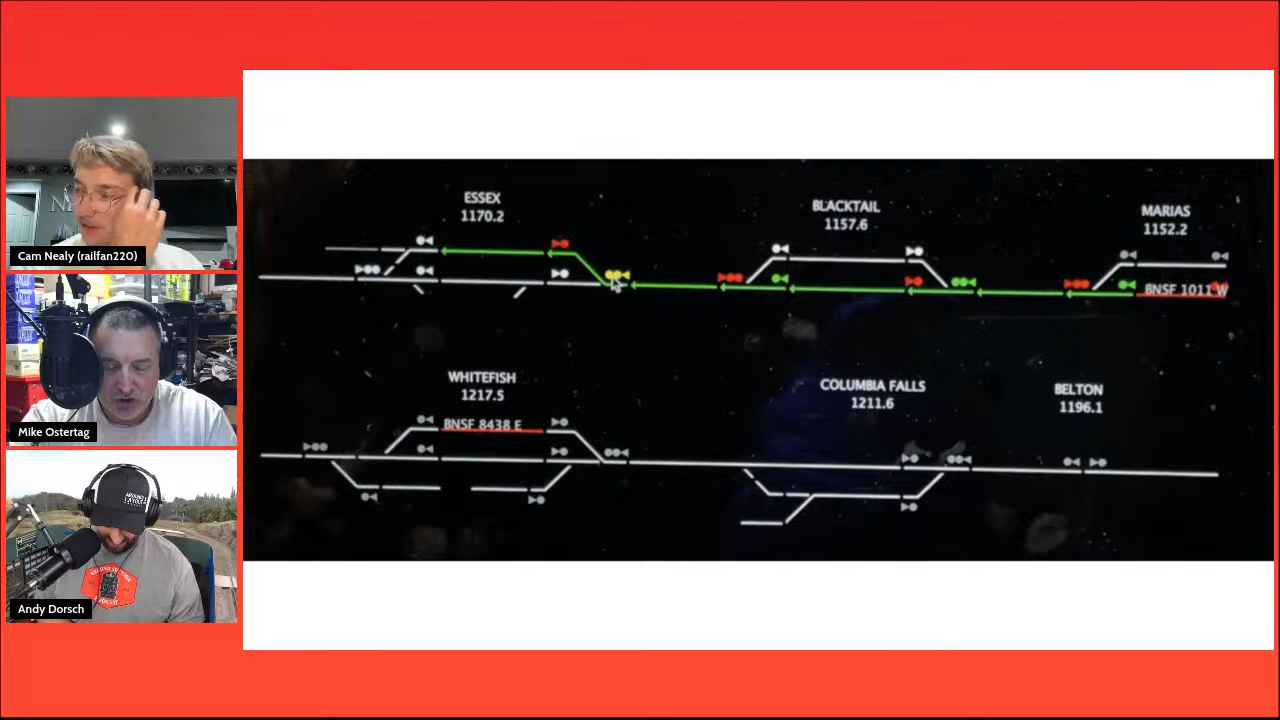 Cam Nealy (railfan220)
Mike Ostertag
Andy Dorsch
ESSEX
1170.2
BLACKTAIL
1157.6
MARIAS
1152.2
BNSF 1011 W
WHITEFISH
1217.5
BNSF 8438 E
COLUMBIA FALLS
1211.6
BELTON
1196.1